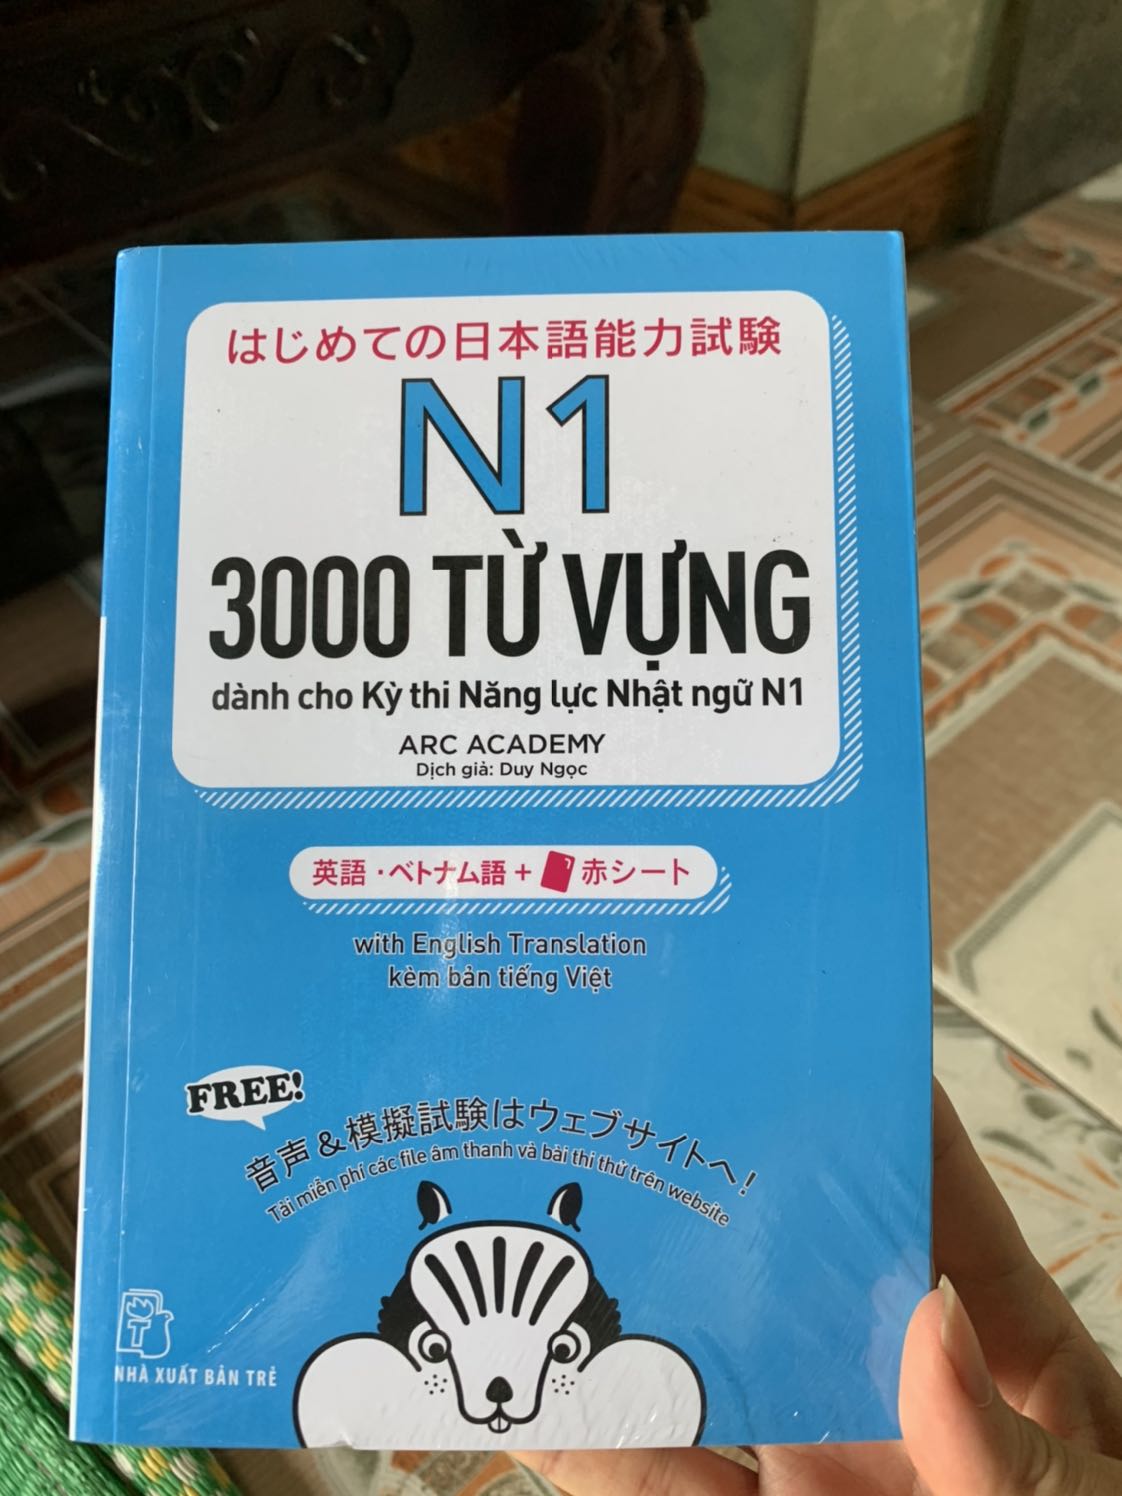 はじめての日本語能力試験
N1
3000 TỪ VỰNG
dành cho Kỳ thi Năng lực Nhật ngữ N1
ARC ACADEMY
Dịch giả: Duy Ngọc
英語・ベトナム語+赤シート
with English Translation
kèm bản tiếng Việt
FREE!
音声&模擬試験はウェブサイトへ!
Tải miễn phí các file âm thanh và bài thi thử trên website
T
NHÀ XUẤT BẢN TRẺ